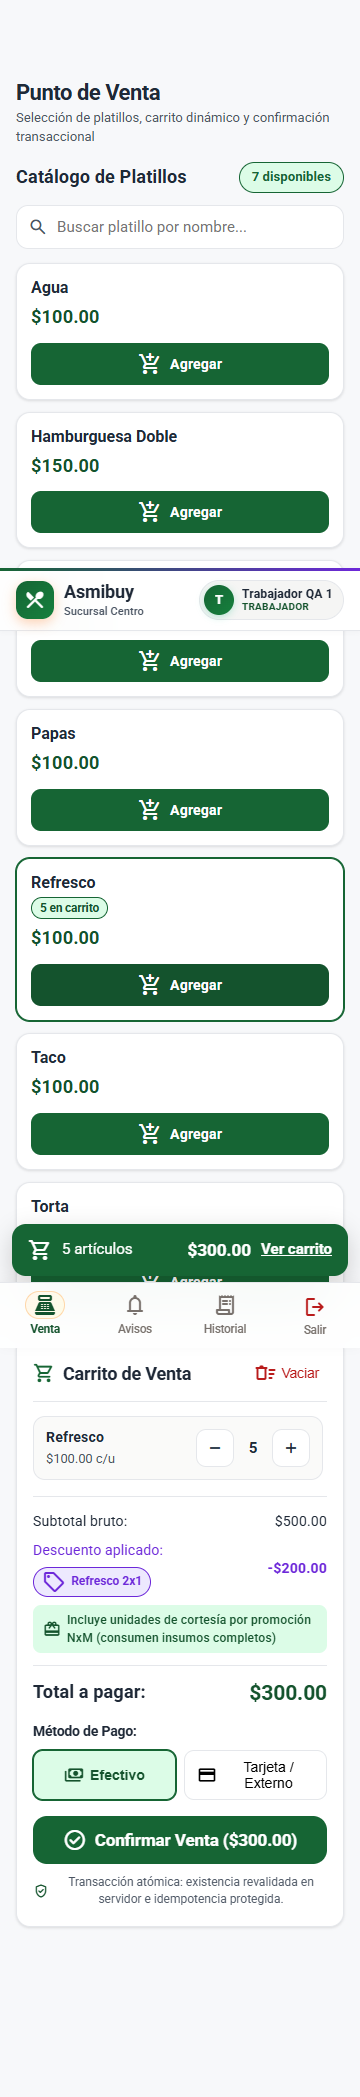 Punto de Venta
Selección de platillos, carrito dinámico y confirmación
transaccional
Catálogo de Platillos
7 disponibles
Buscar platillo por nombre...
Agua
$100.00
Agregar
Hamburguesa Doble
$150.00
Agregar
Asmibuy
Sucursal Centro
T
Trabajador QA 1
TRABAJADOR
Agregar
Papas
$100.00
Agregar
Refresco
5 en carrito
$100.00
Agregar
Taco
$100.00
Agregar
Torta
5 artículos
$300.00
Ver carrito
Agregar
Venta
Avisos
Historial
Salir
Carrito de Venta
Vaciar
Refresco
$100.00 c/u
5
Subtotal bruto:
$500.00
Descuento aplicado:
Refresco 2x1
-$200.00
Incluye unidades de cortesía por promoción
NxM (consumen insumos completos)
Total a pagar:
$300.00
Método de Pago:
Efectivo
Tarjeta /
Externo
Confirmar Venta ($300.00)
Transacción atómica: existencia revalidada en
servidor e idempotencia protegida.